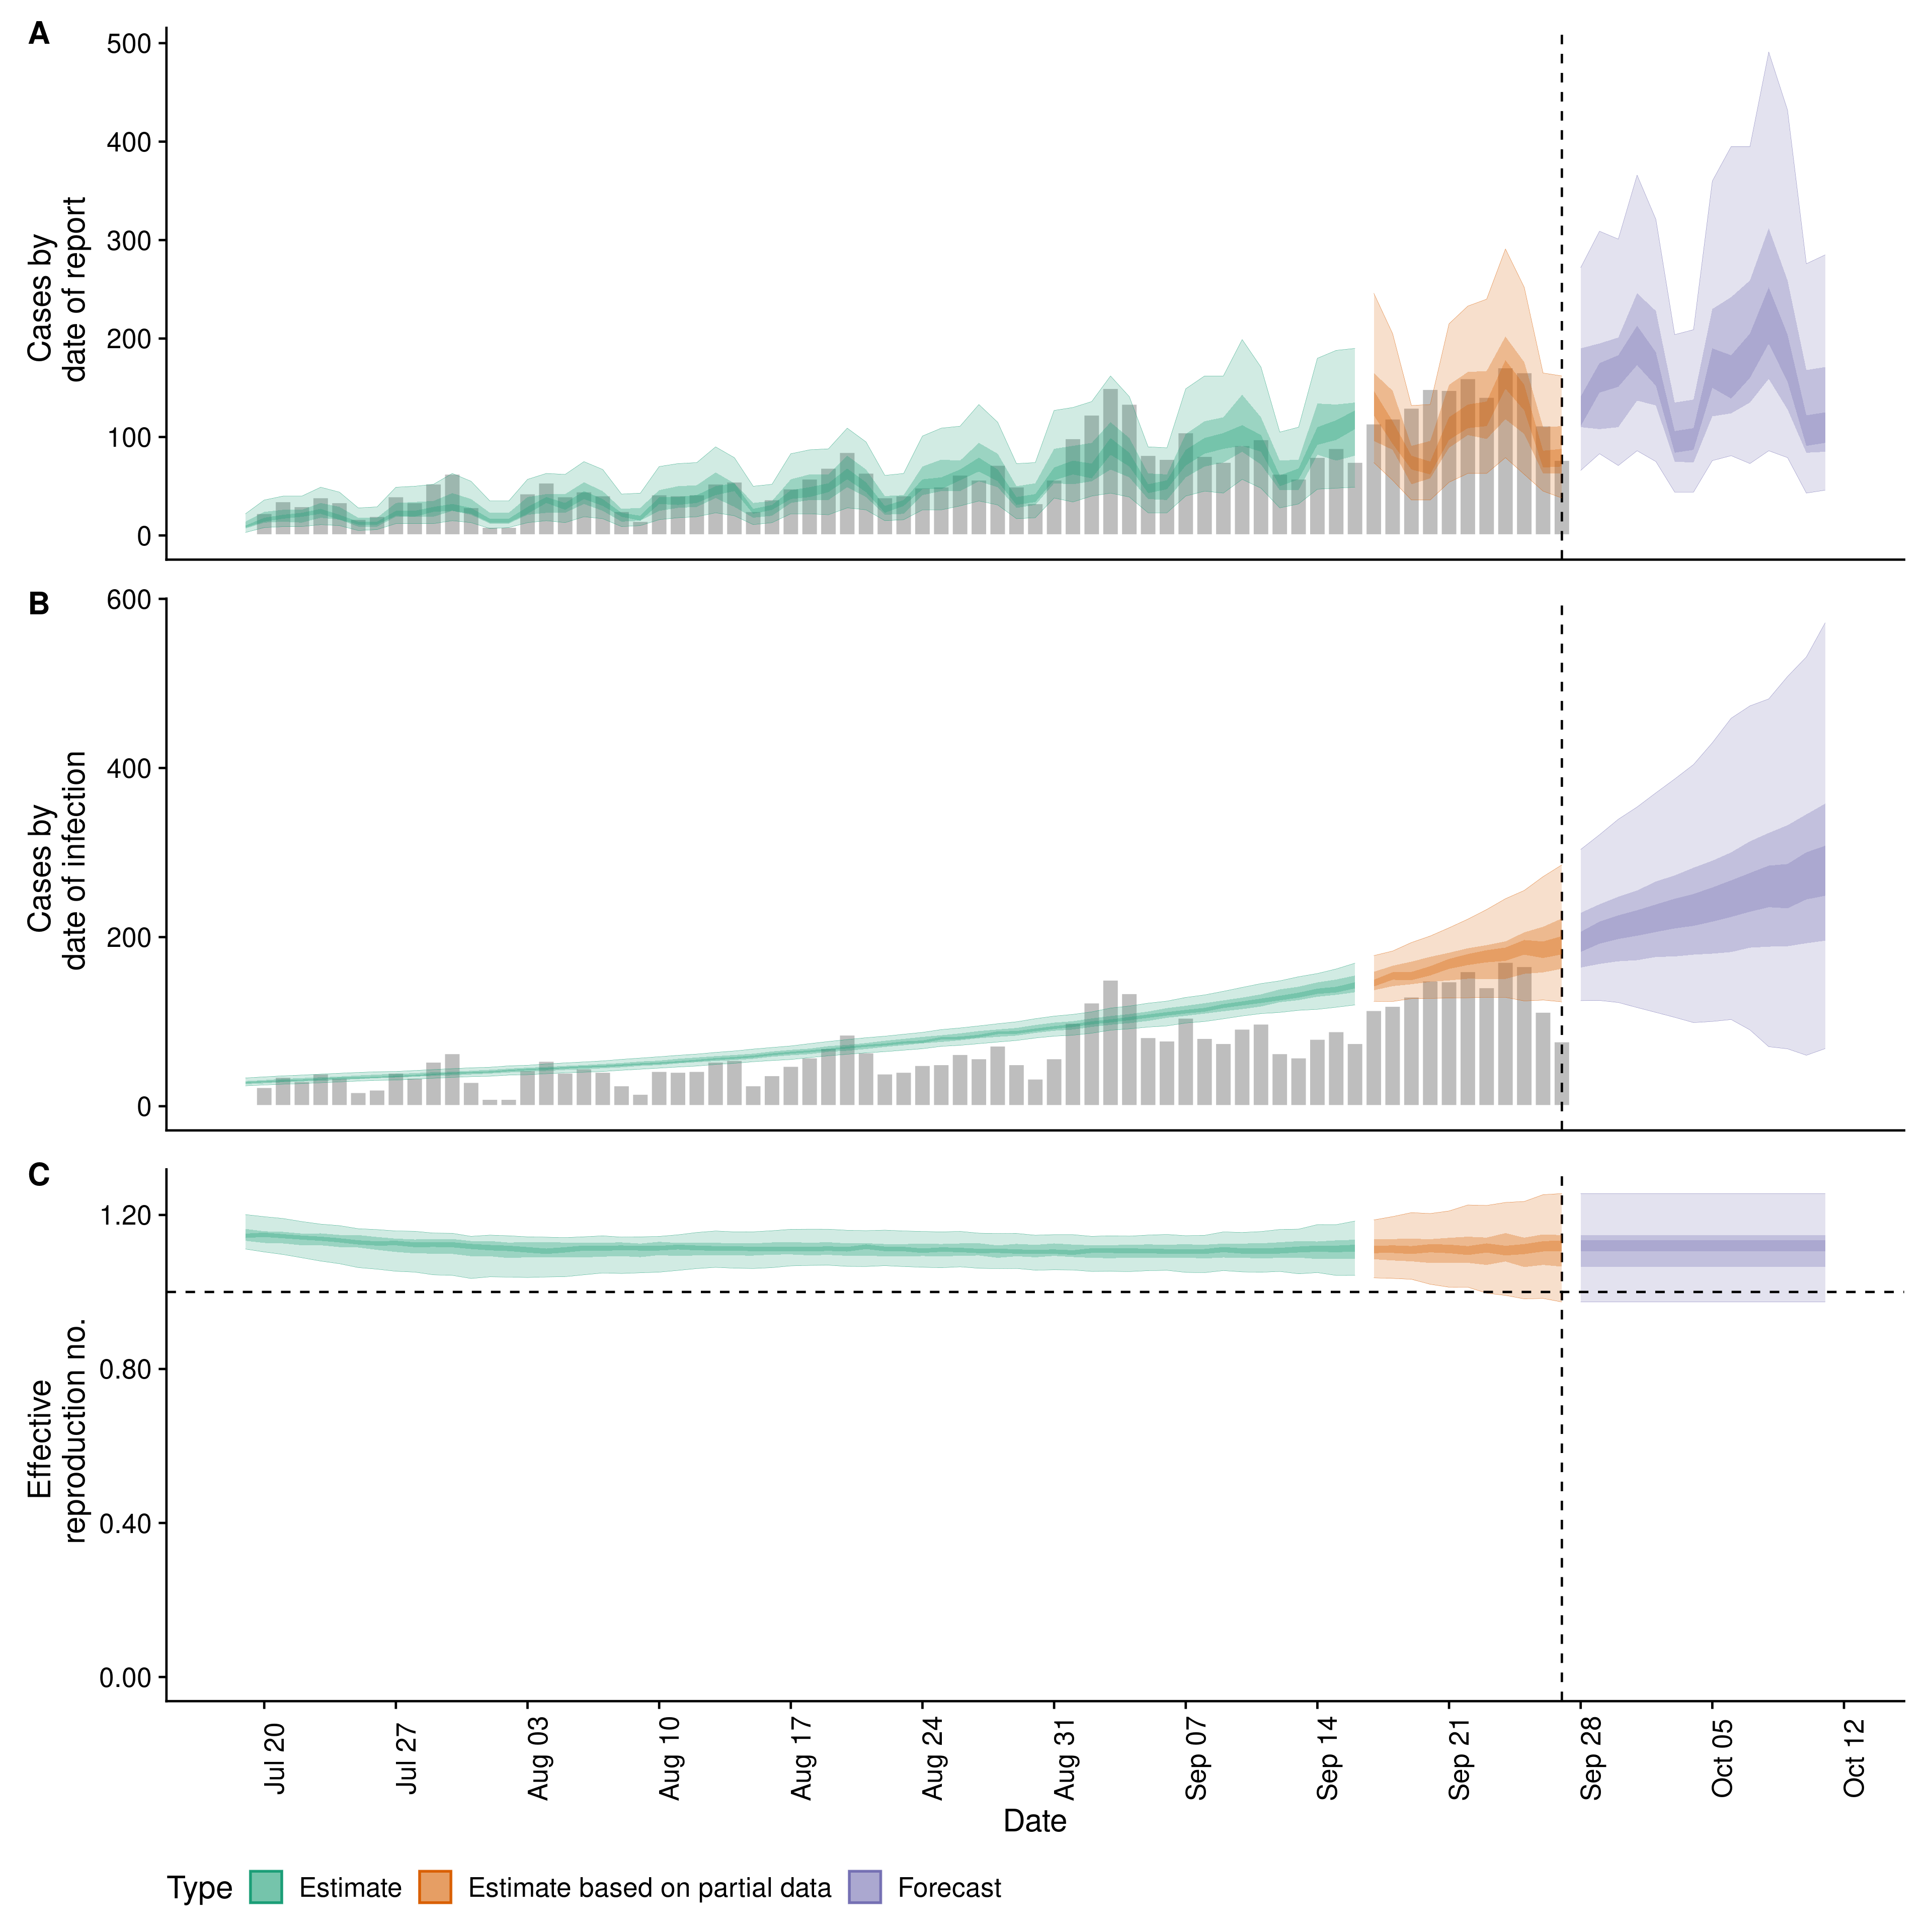 A
500
400
300
200
100
0
Cases by
date of report
B
600
400
200
0
Cases by
date of infection
C
1.20
0.80
0.40
0.00
Effective
reproduction no.
Jul 20
Jul 27
Aug 03
Aug 10
Aug 17
Aug 24
Aug 31
Sep 07
Sep 14
Sep 21
Sep 28
Oct 05
Oct 12
Date
Type Estimate Estimate based on partial data Forecast